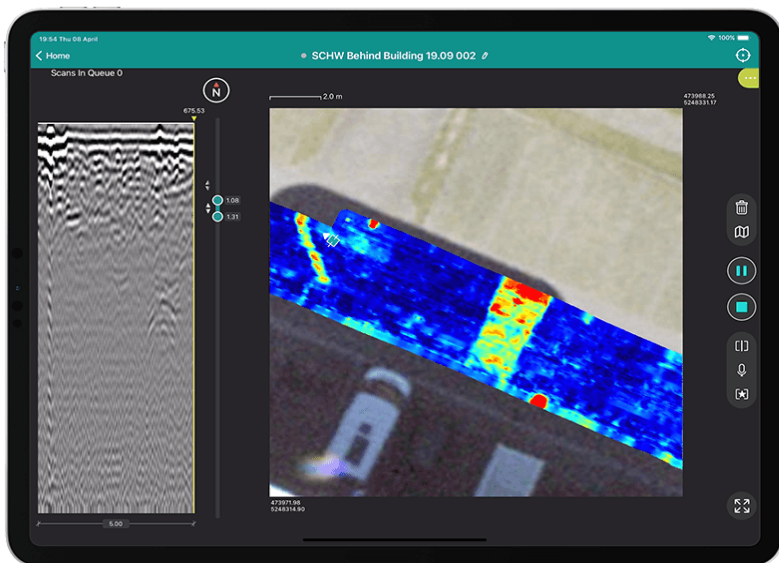 19:54 Thu 08 April
100%
Home
SCHW Behind Building 19.09 002
Scans In Queue 0
N
675.53
2.0 m
473988.25
5248331.17
1.08
1.31
473971.98
5248314.90
5.00